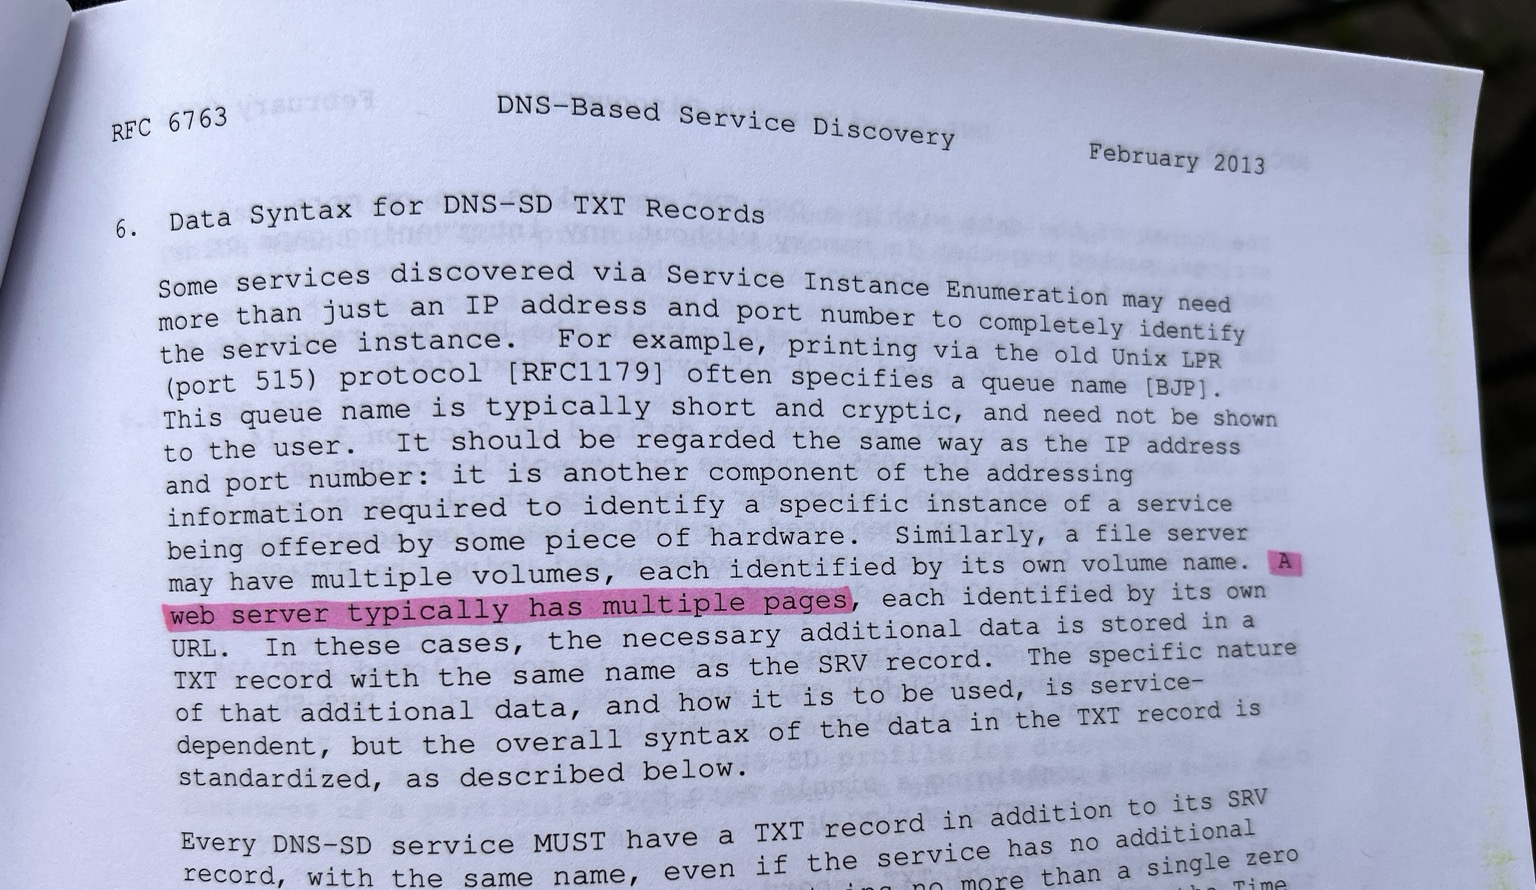 RFC 6763 DNS-Based Service Discovery February 2013
6. Data Syntax for DNS-SD TXT Records
Some services discovered via Service Instance Enumeration may need
more than just an IP address and port number to completely identify
the service instance. For example, printing via the old Unix LPR
(port 515) protocol [RFC1179] often specifies a queue name [BJP].
This queue name is typically short and cryptic, and need not be shown
to the user. It should be regarded the same way as the IP address
and port number: it is another component of the addressing
information required to identify a specific instance of a service
being offered by some piece of hardware. Similarly, a file server
may have multiple volumes, each identified by its own volume name. A
web server typically has multiple pages, each identified by its own
URL. In these cases, the necessary additional data is stored in a
TXT record with the same name as the SRV record. The specific nature
of that additional data, and how it is to be used, is service-
dependent, but the overall syntax of the data in the TXT record is
standardized, as described below.
Every DNS-SD service MUST have a TXT record in addition to its SRV
record, with the same name, even if the service has no additional
no more than a single zero
Time